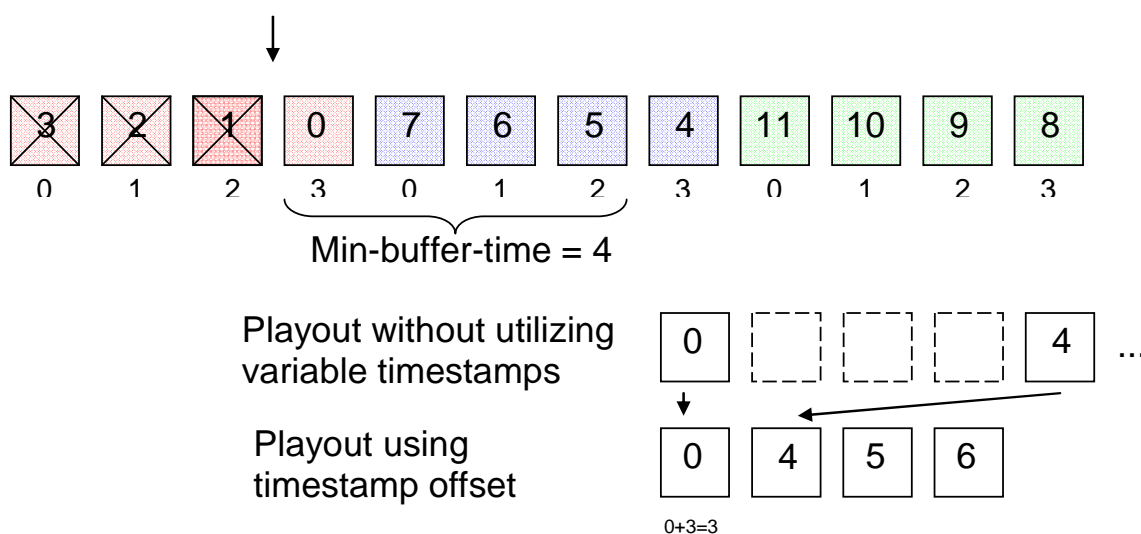 3 2 1 0 7 6 5 4 11 10 9 8
0 1 2 3 0 1 2 3 0 1 2 3
Min-buffer-time = 4
Playout without utilizing
variable timestamps
0 4 ...
Playout using
timestamp offset
0 4 5 6
0+3=3